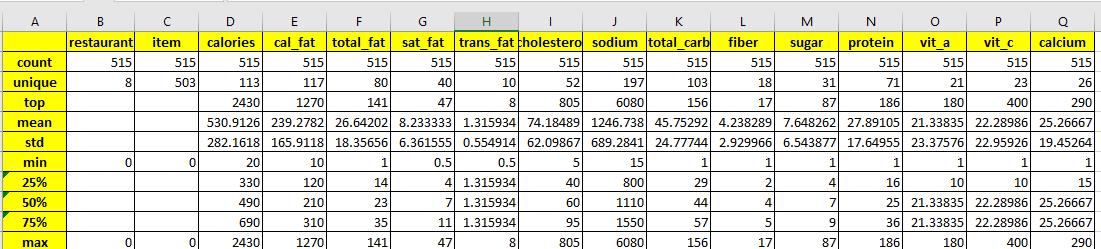 A B C D E F G H I J K L M N O P Q
restaurant item calories cal_fat total_fat sat_fat trans_fat cholestero sodium total_carb fiber sugar protein vit_a vit_c calcium
count 515 515 515 515 515 515 515 515 515 515 515 515 515 515 515 515
unique 8 503 113 117 80 40 10 52 197 103 18 31 71 21 23 26
top 2430 1270 141 47 8 805 6080 156 17 87 186 180 400 290
mean 530.9126 239.2782 26.64202 8.233333 1.315934 74.18489 1246.738 45.75292 4.238289 7.648262 27.89105 21.33835 22.28986 25.26667
std 282.1618 165.9118 18.35656 6.361555 0.554914 62.09867 689.2841 24.77744 2.929966 6.543877 17.64955 23.37576 22.95926 19.45264
min 0 0 20 10 1 0.5 0.5 5 15 1 1 1 1 1 1 1
25% 330 120 14 4 1.315934 40 800 29 2 4 16 10 10 15
50% 490 210 23 7 1.315934 60 1110 44 4 7 25 21.33835 22.28986 25.26667
75% 690 310 35 11 1.315934 95 1550 57 5 9 36 21.33835 22.28986 25.26667
max 0 0 2430 1270 141 47 8 805 6080 156 17 87 186 180 400 290